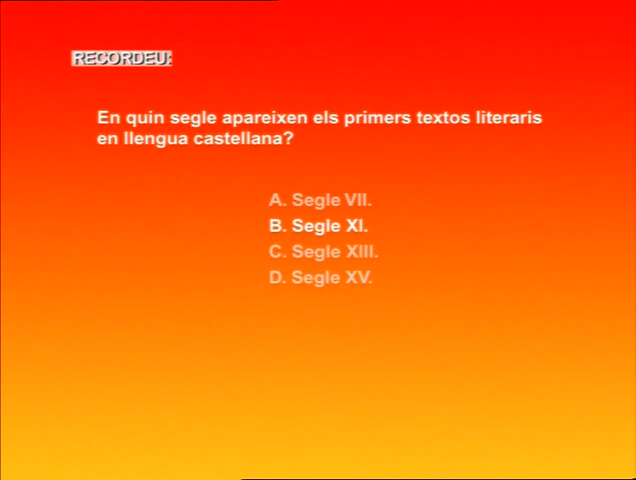 RECORDEU:
En quin segle apareixen els primers textos literaris
en llengua castellana?
A. Segle VII.
B. Segle XI.
C. Segle XIII.
D. Segle XV.